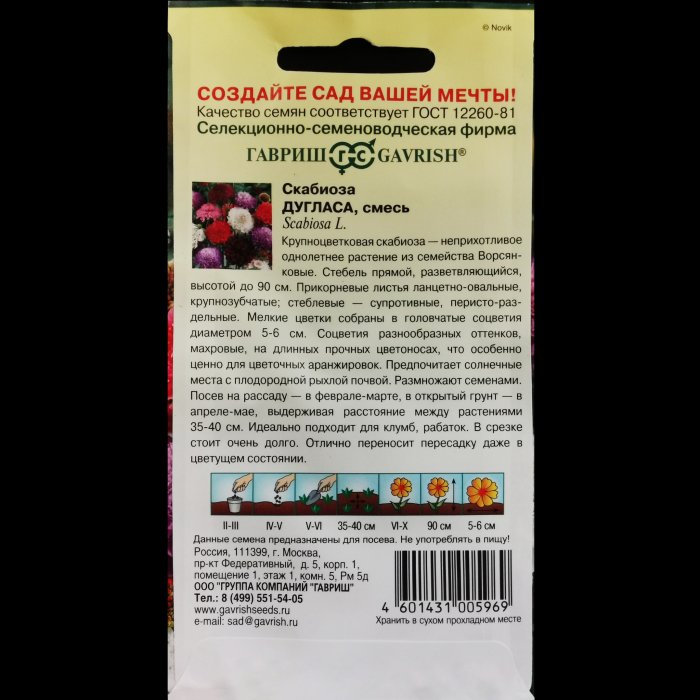 © Novik
СОЗДАЙТЕ САД ВАШЕЙ МЕЧТЫ!
Качество семян соответствует ГОСТ 12260-81
Селекционно-семеноводческая фирма
ГАВРИШ ГС GAVRISH®
Скабиоза
ДУГЛАСА, смесь
Scabiosa L.
Крупноцветковая скабиоза — неприхотливое
однолетнее растение из семейства Ворсян-
ковые. Стебель прямой, разветвляющийся,
высотой до 90 см. Прикорневые листья ланцетно-овальные,
крупнозубчатые; стеблевые — супротивные, перисто-раз-
дельные. Мелкие цветки собраны в головчатые соцветия
диаметром 5-6 см. Соцветия разнообразных оттенков,
махровые, на длинных прочных цветоносах, что особенно
ценно для цветочных аранжировок. Предпочитает солнечные
места с плодородной рыхлой почвой. Размножают семенами.
Посев на рассаду — в феврале-марте, в открытый грунт — в
апреле-мае, выдерживая расстояние между растениями
35-40 см. Идеально подходит для клумб, рабаток. В срезке
стоит очень долго. Отлично переносит пересадку даже в
цветущем состоянии.
II-III IV-V V-VI 35-40 см VI-X 90 см 5-6 см
Данные семена предназначены для посева. Не употреблять в пищу!
Россия, 111399, г. Москва,
пр-кт Федеративный, д. 5, корп. 1,
помещение 1, этаж 1, комн. 5, Рм 5д
ООО "ГРУППА КОМПАНИЙ "ГАВРИШ"
Тел.: 8 (499) 551-54-05
www.gavrishseeds.ru
e-mail: sad@gavrish.ru
4 601431 005969
Хранить в сухом прохладном месте